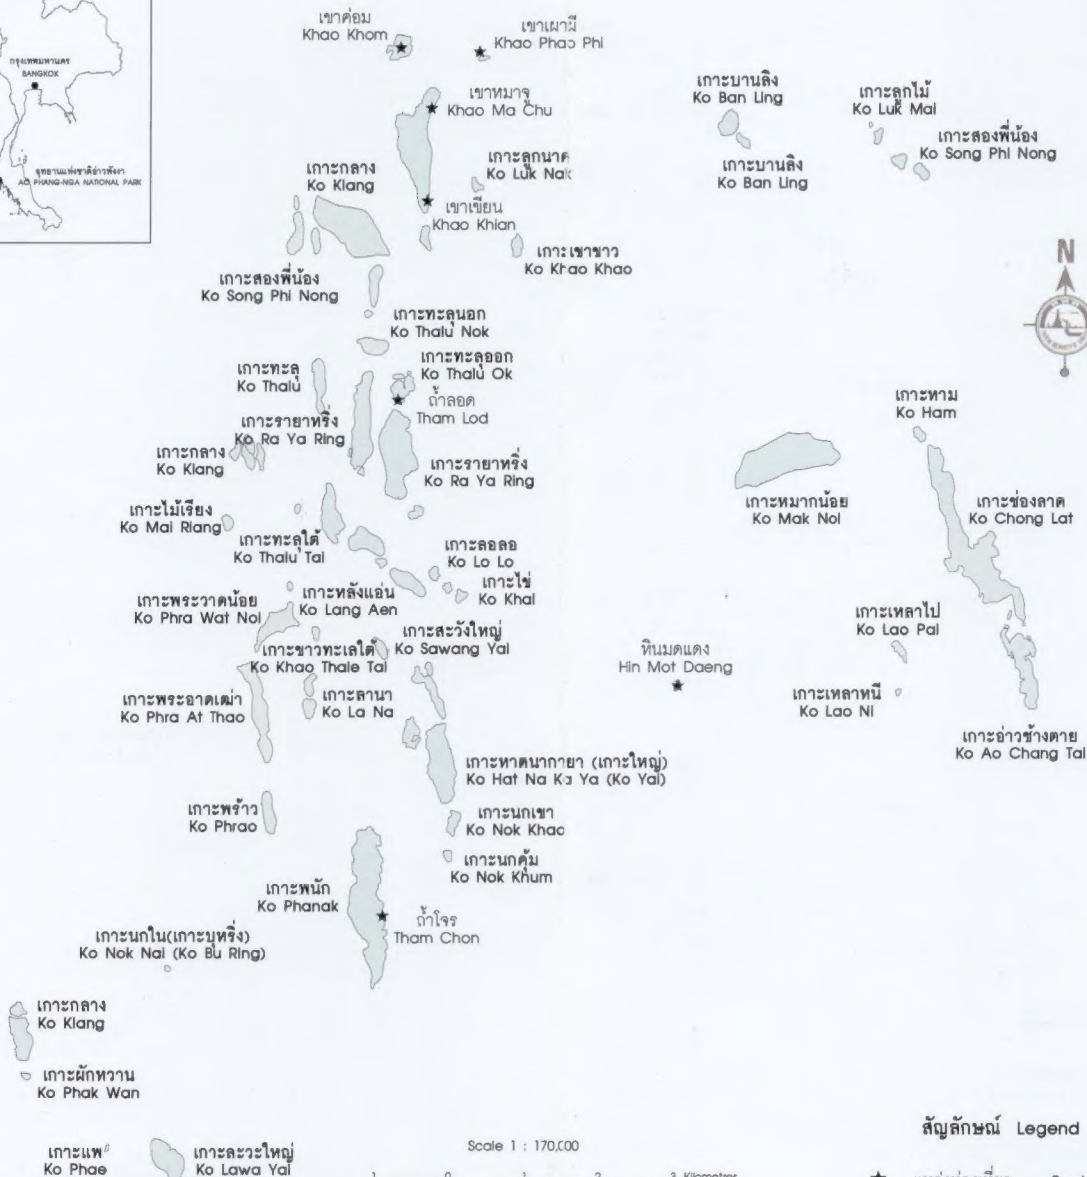 กรุงเทพมหานคร
BANGKOK
อุทยานแห่งชาติอ่าวพังงา
AO PHANG-NGA NATIONAL PARK
เขาค่อม
Khao Khom
เขาเผาผี
Khao Phao Phi
เขาหมาจู
Khao Ma Chu
เกาะบานลิง
Ko Ban Ling
เกาะลูกไม้
Ko Luk Mai
เกาะสองพี่น้อง
Ko Song Phi Nong
เกาะบานลิง
Ko Ban Ling
เกาะลูกนาค
Ko Luk Nak
เกาะกลาง
Ko Klang
เขาเขียน
Khao Khian
เกาะเขาขาว
Ko Khao Khao
N
เกาะสองพี่น้อง
Ko Song Phi Nong
เกาะทะลุนอก
Ko Thalu Nok
เกาะทะลุออก
Ko Thalu Ok
เกาะทะลุ
Ko Thalu
ถ้ำลอด
Tham Lod
เกาะหาม
Ko Ham
เกาะรายาหริ่ง
Ko Ra Ya Ring
เกาะกลาง
Ko Klang
เกาะรายาหริ่ง
Ko Ra Ya Ring
เกาะหมากน้อย
Ko Mak Noi
เกาะช่องลาด
Ko Chong Lat
เกาะไม้เรียง
Ko Mai Riang
เกาะทะลุใต้
Ko Thalu Tai
เกาะลอลอ
Ko Lo Lo
เกาะไข่
Ko Khai
เกาะหลังแอ่น
Ko Lang Aen
เกาะพระวาดน้อย
Ko Phra Wat Noi
เกาะเหลาไป
Ko Lao Pai
เกาะสะวังใหญ่
Ko Sawang Yai
เกาะขาวทะเลใต้
Ko Khao Thale Tai
หินมดแดง
Hin Mot Daeng
เกาะพระอาดเฒ่า
Ko Phra At Thao
เกาะลานา
Ko La Na
เกาะเหลาหนี
Ko Lao Ni
เกาะอ่าวช้างตาย
Ko Ao Chang Tai
เกาะหาดนากายา (เกาะใหญ่)
Ko Hat Na Ka Ya (Ko Yai)
เกาะพร้าว
Ko Phrao
เกาะนกเขา
Ko Nok Khao
เกาะนกคุ้ม
Ko Nok Khum
เกาะพนัก
Ko Phanak
ถ้ำโจร
Tham Chon
เกาะนกใน(เกาะบุหริ่ง)
Ko Nok Nai (Ko Bu Ring)
เกาะกลาง
Ko Klang
เกาะผักหวาน
Ko Phak Wan
สัญลักษณ์ Legend
เกาะแพ
Ko Phae
เกาะละวะใหญ่
Ko Lawa Yai
Scale 1 : 170,000
1 0 1 2 3 Kilometres